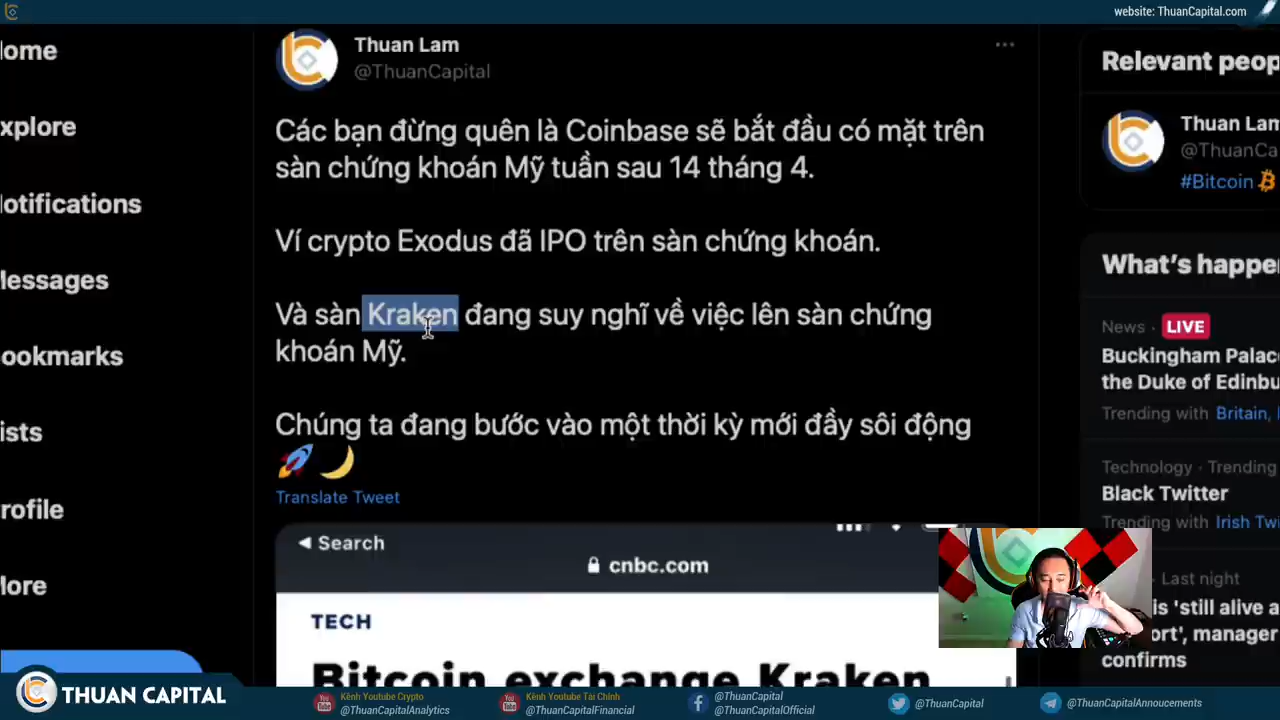 website: ThuanCapital.com
ome
xplore
otifications
essages
ookmarks
ists
rofile
ore
Thuan Lam
@ThuanCapital
Các bạn đừng quên là Coinbase sẽ bắt đầu có mặt trên
sàn chứng khoán Mỹ tuần sau 14 tháng 4.
Ví crypto Exodus đã IPO trên sàn chứng khoán.
Và sàn Kraken đang suy nghĩ về việc lên sàn chứng
khoán Mỹ.
Chúng ta đang bước vào một thời kỳ mới đầy sôi động
Translate Tweet
Search
cnbc.com
TECH
Bitcoin exchange Kraken
Relevant peop
Thuan Lam
@ThuanCa
#Bitcoin
What's happe
News · LIVE
Buckingham Palac
the Duke of Edinbu
Trending with Britain,
Technology · Trending
Black Twitter
Trending with Irish Twi
Last night
is 'still alive a
ort', manager
confirms
THUAN CAPITAL
Kênh Youtube Crypto
@ThuanCapitalAnalytics
Kênh Youtube Tài Chính
@ThuanCapitalFinancial
@ThuanCapital
@ThuanCapitalOfficial
@ThuanCapital
@ThuanCapitalAnnoucements